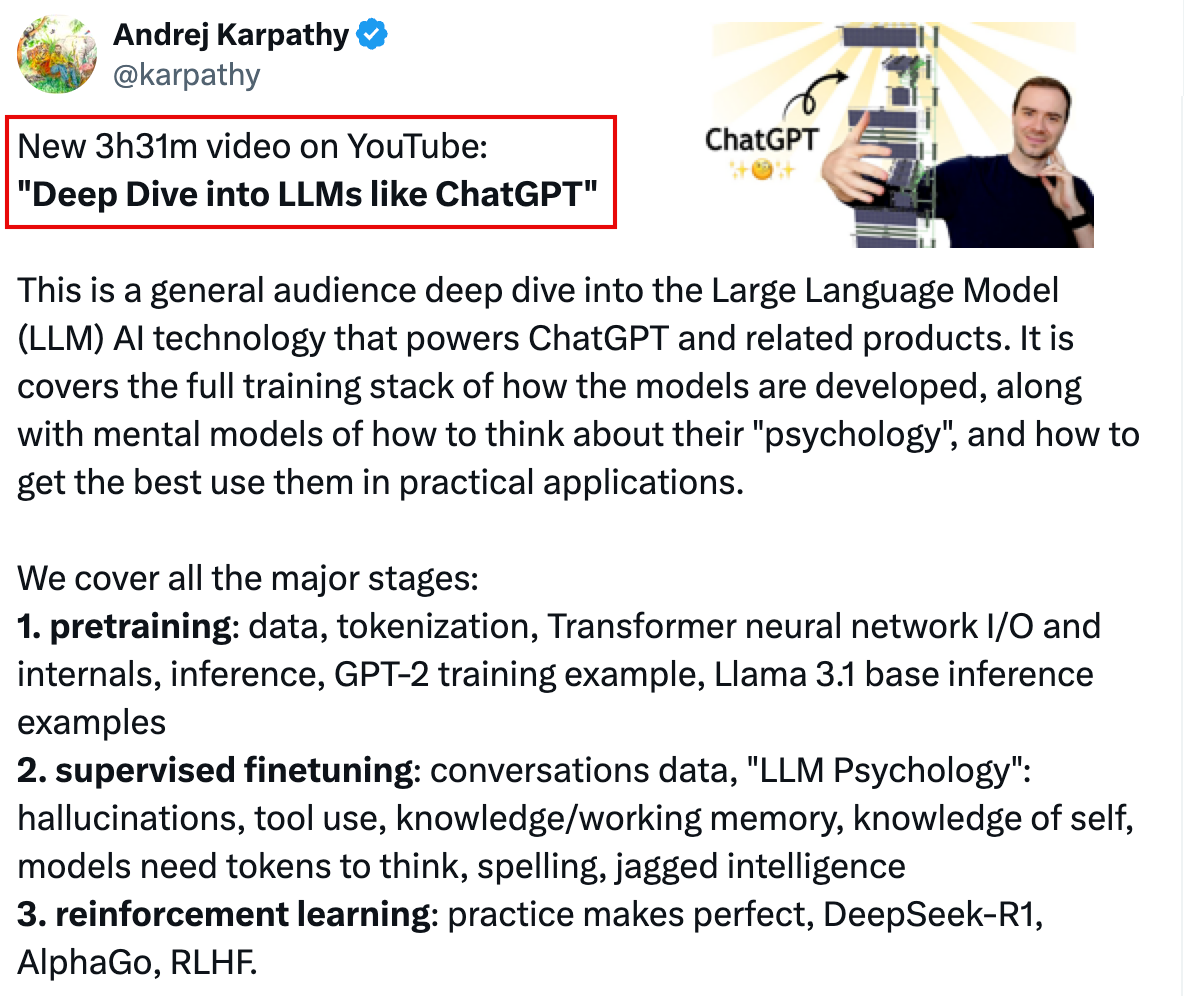 Andrej Karpathy
@karpathy
New 3h31m video on YouTube:
"Deep Dive into LLMs like ChatGPT"
ChatGPT
This is a general audience deep dive into the Large Language Model
(LLM) AI technology that powers ChatGPT and related products. It is
covers the full training stack of how the models are developed, along
with mental models of how to think about their "psychology", and how to
get the best use them in practical applications.
We cover all the major stages:
1. pretraining: data, tokenization, Transformer neural network I/O and
internals, inference, GPT-2 training example, Llama 3.1 base inference
examples
2. supervised finetuning: conversations data, "LLM Psychology":
hallucinations, tool use, knowledge/working memory, knowledge of self,
models need tokens to think, spelling, jagged intelligence
3. reinforcement learning: practice makes perfect, DeepSeek-R1,
AlphaGo, RLHF.